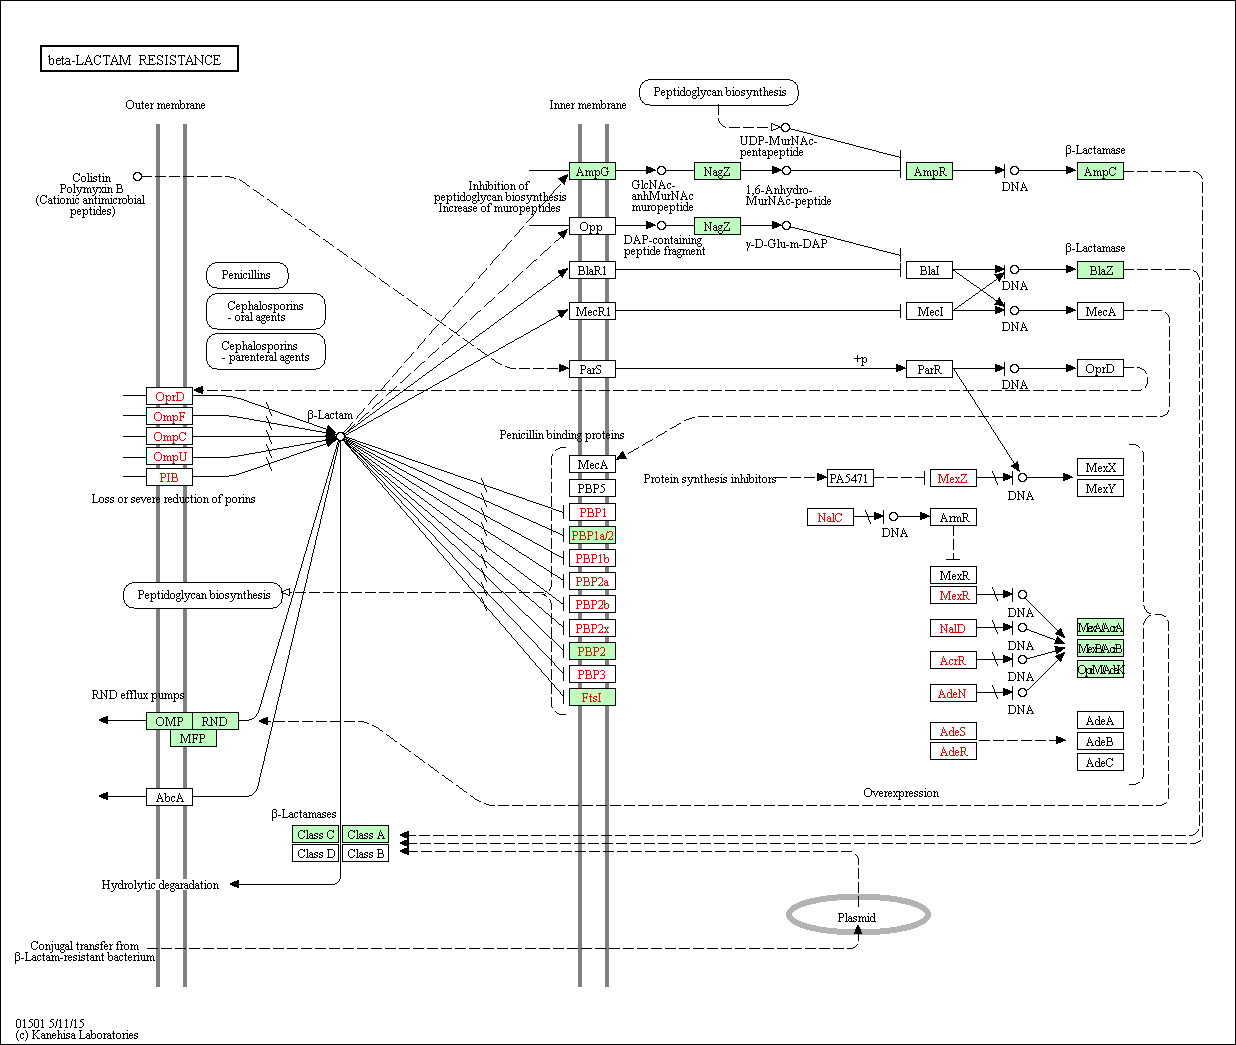 beta-LACTAM RESISTANCE
Outer membrane
Inner membrane
Peptidoglycan biosynthesis
UDP-MurNAc-
pentapeptide
β-Lactamase
Colistin
Polymyxin B
(Cationic antimicrobial
peptides)
Inhibition of
peptidoglycan biosynthesis
Increase of muropeptides
AmpG
GlcNAc-
anhMurNAc
muropeptide
NagZ
1,6-Anhydro-
MurNAc-peptide
AmpR
DNA
AmpC
Opp
DAP-containing
peptide fragment
NagZ
γ-D-Glu-m-DAP
β-Lactamase
BlaR1
BlaI
DNA
BlaZ
MecR1
MecI
DNA
MecA
Penicillins
Cephalosporins
- oral agents
Cephalosporins
- parenteral agents
ParS
+p
ParR
DNA
OprD
OprD
OmpF
OmpC
OmpU
PIB
β-Lactam
Loss or severe reduction of porins
Penicillin binding proteins
MecA
PBP5
PBP1
PBP1a/2
PBP1b
PBP2a
PBP2b
PBP2x
PBP2
PBP3
FtsI
Protein synthesis inhibitors
PA5471
MexZ
DNA
MexX
MexY
NalC
DNA
ArmR
MexR
MexR
DNA
NalD
DNA
AcrR
DNA
AdeN
DNA
MexA/AcrA
MexB/AcrB
OprM/AdeK
AdeS
AdeR
AdeA
AdeB
AdeC
Peptidoglycan biosynthesis
RND efflux pumps
OMP
RND
MFP
AbcA
Overexpression
β-Lactamases
Class C
Class A
Class D
Class B
Hydrolytic degradation
Plasmid
Conjugal transfer from
β-Lactam-resistant bacterium
01501 5/11/15
(c) Kanehisa Laboratories